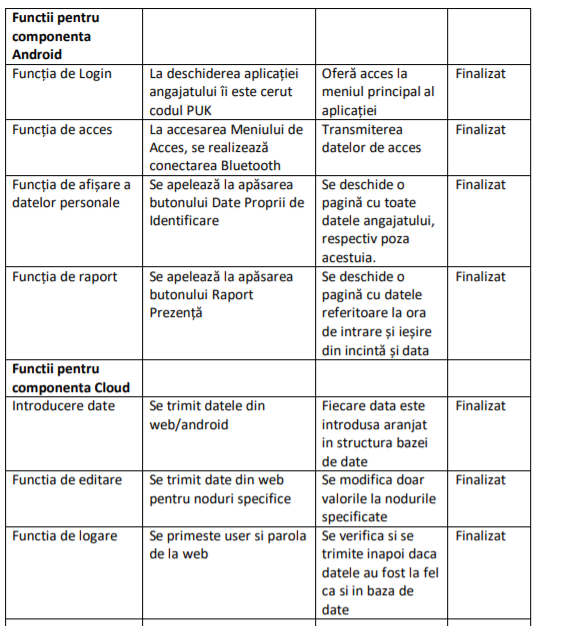 Functii pentru
componenta
Android
Funcția de Login
La deschiderea aplicației
angajatului îi este cerut
codul PUK
Oferă acces la
meniul principal al
aplicației
Finalizat
Funcția de acces
La accesarea Meniului de
Acces, se realizează
conectarea Bluetooth
Transmiterea
datelor de acces
Finalizat
Funcția de afișare a
datelor personale
Se apelează la apăsarea
butonului Date Proprii de
Identificare
Se deschide o
pagină cu toate
datele angajatului,
respectiv poza
acestuia.
Finalizat
Funcția de raport
Se apelează la apăsarea
butonului Raport
Prezență
Se deschide o
pagină cu datele
referitoare la ora
de intrare și ieșire
din incintă și data
Finalizat
Functii pentru
componenta Cloud
Introducere date
Se trimit datele din
web/android
Fiecare data este
introdusa aranjat
in structura bazei
de date
Finalizat
Functia de editare
Se trimit date din web
pentru noduri specifice
Se modifica doar
valorile la nodurile
specificate
Finalizat
Functia de logare
Se primeste user si parola
de la web
Se verifica si se
trimite inapoi daca
datele au fost la fel
ca si in baza de
date
Finalizat